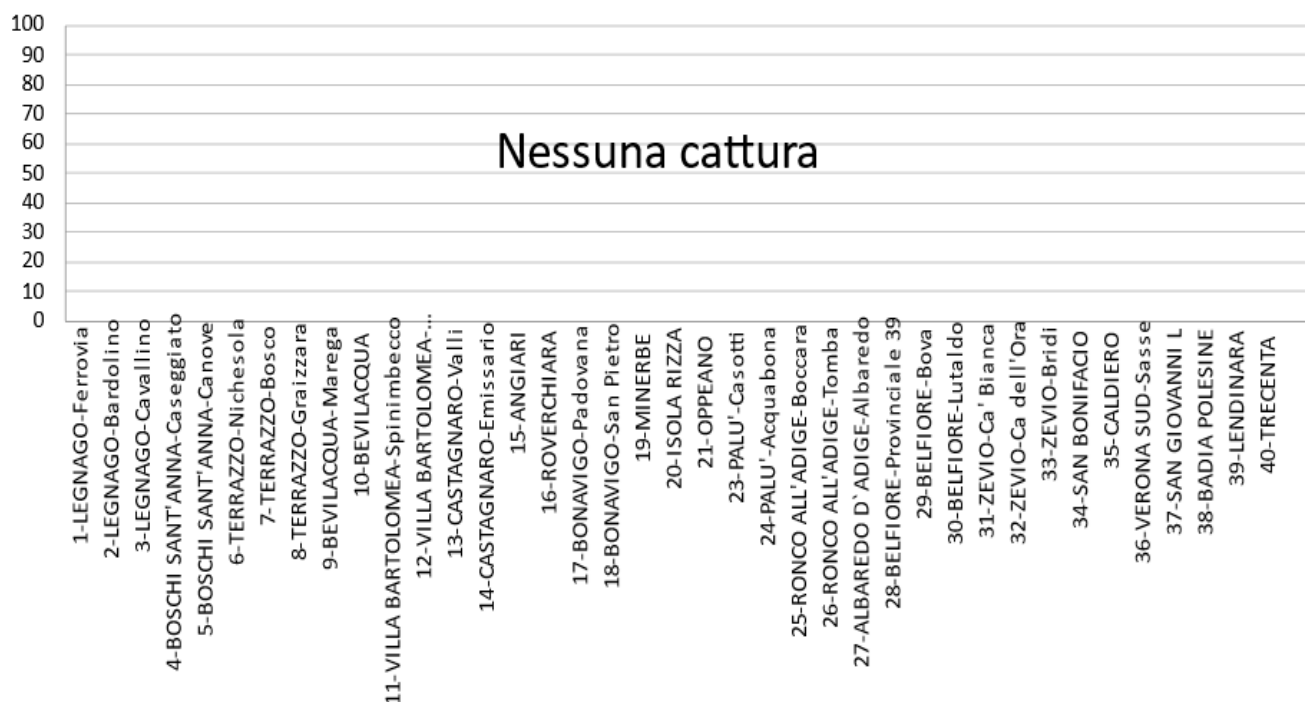 100
90
80
70
60
50
40
30
20
10
0
Nessuna cattura
1-LEGNAGO-Ferrovia
2-LEGNAGO-Bardolino
3-LEGNAGO-Cavallino
4-BOSCHI SANT'ANNA-Caseggiato
5-BOSCHI SANT'ANNA-Canove
6-TERRAZZO-Nichesola
7-TERRAZZO-Bosco
8-TERRAZZO-Graizzara
9-BEVILACQUA-Marega
10-BEVILACQUA
11-VILLA BARTOLOMEA-Spinimbecco
12-VILLA BARTOLOMEA-...
13-CASTAGNARO-Valli
14-CASTAGNARO-Emissario
15-ANGIARI
16-ROVERCHIARA
17-BONAVIGO-Padovana
18-BONAVIGO-San Pietro
19-MINERBE
20-ISOLA RIZZA
21-OPPEANO
23-PALU'-Casotti
24-PALU'-Acquabona
25-RONCO ALL'ADIGE-Boccara
26-RONCO ALL'ADIGE-Tomba
27-ALBAREDO D`ADIGE-Albaredo
28-BELFIORE-Provinciale 39
29-BELFIORE-Bova
30-BELFIORE-Lutaldo
31-ZEVIO-Ca' Bianca
32-ZEVIO-Ca dell'Ora
33-ZEVIO-Bridi
34-SAN BONIFACIO
35-CALDIERO
36-VERONA SUD-Sasse
37-SAN GIOVANNI L
38-BADIA POLESINE
39-LENDINARA
40-TRECENTA